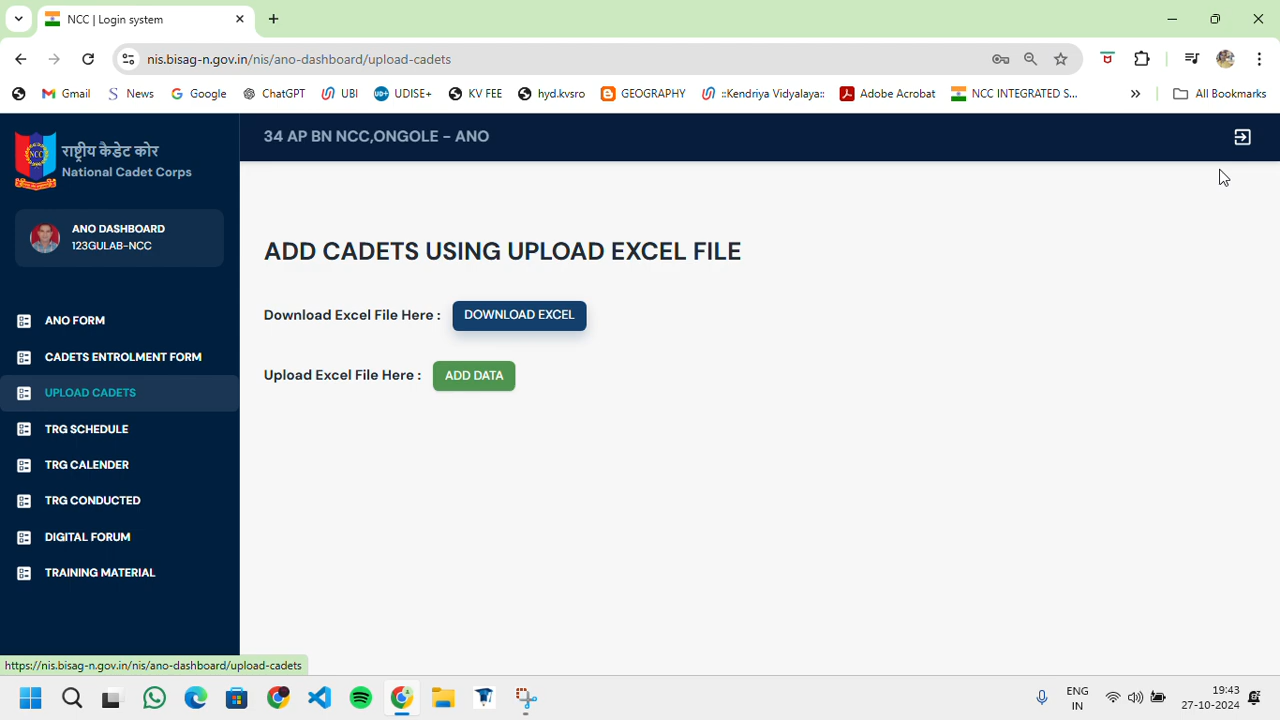 NCC | Login system
nis.bisag-n.gov.in/nis/ano-dashboard/upload-cadets
Gmail News Google ChatGPT UBI UDISE+ KV FEE hyd.kvsro GEOGRAPHY ::Kendriya Vidyalaya:: Adobe Acrobat NCC INTEGRATED S... All Bookmarks
राष्ट्रीय कैडेट कोर
National Cadet Corps
NCC
34 AP BN NCC,ONGOLE - ANO
ANO DASHBOARD
123GULAB-NCC
ANO FORM
CADETS ENTROLMENT FORM
UPLOAD CADETS
TRG SCHEDULE
TRG CALENDER
TRG CONDUCTED
DIGITAL FORUM
TRAINING MATERIAL
ADD CADETS USING UPLOAD EXCEL FILE
Download Excel File Here : DOWNLOAD EXCEL
Upload Excel File Here : ADD DATA
https://nis.bisag-n.gov.in/nis/ano-dashboard/upload-cadets
ENG
IN
19:43
27-10-2024